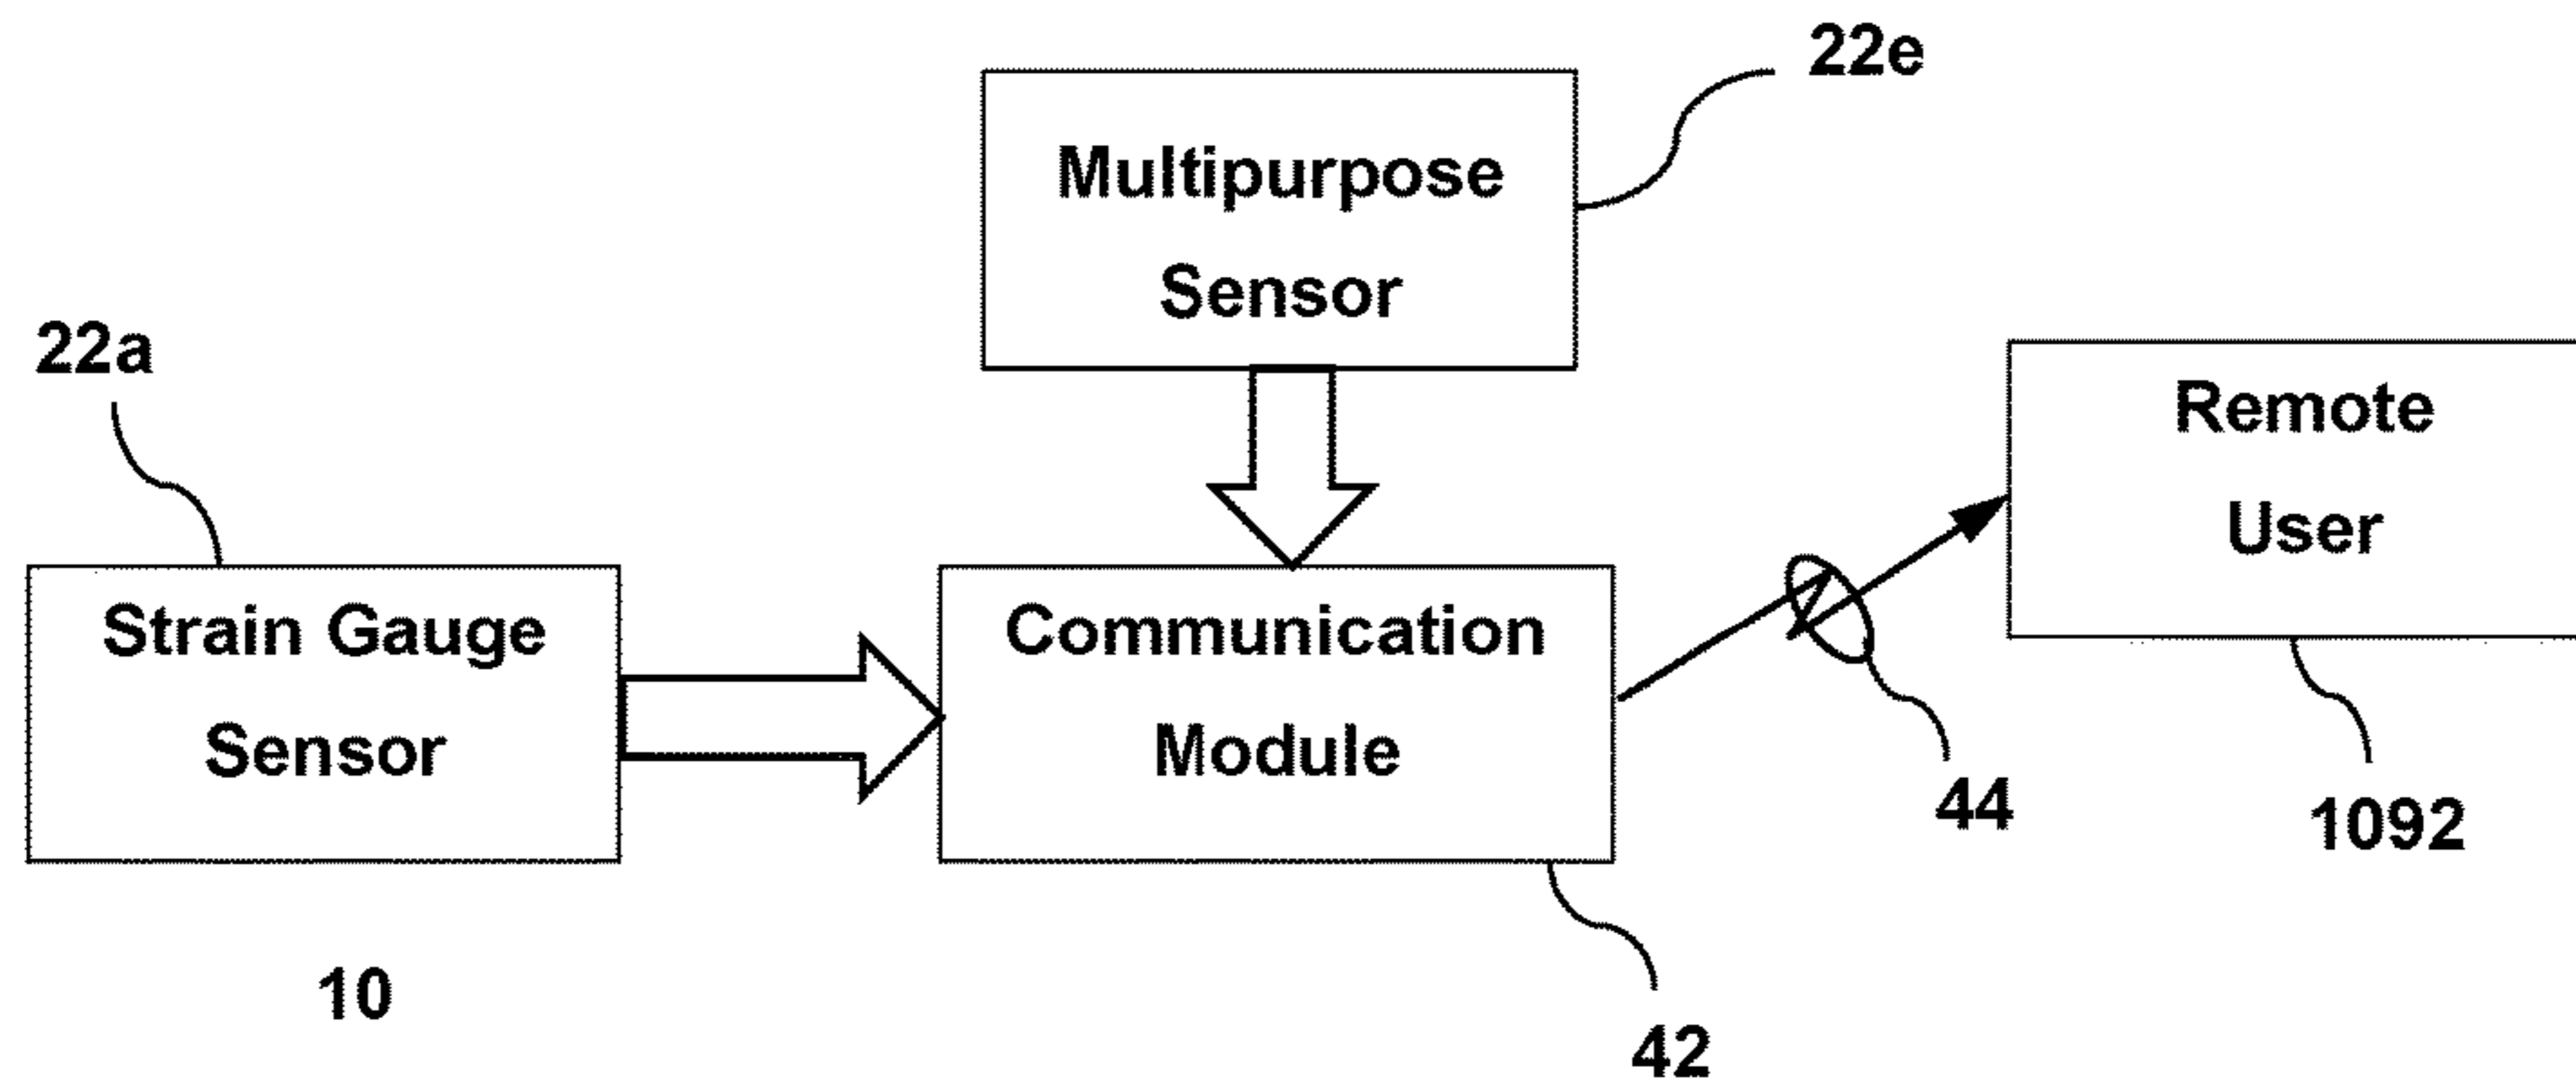 22e
Multipurpose
Sensor
22a
Remote
User
Strain Gauge
Sensor
Communication
Module
44
1092
10
42